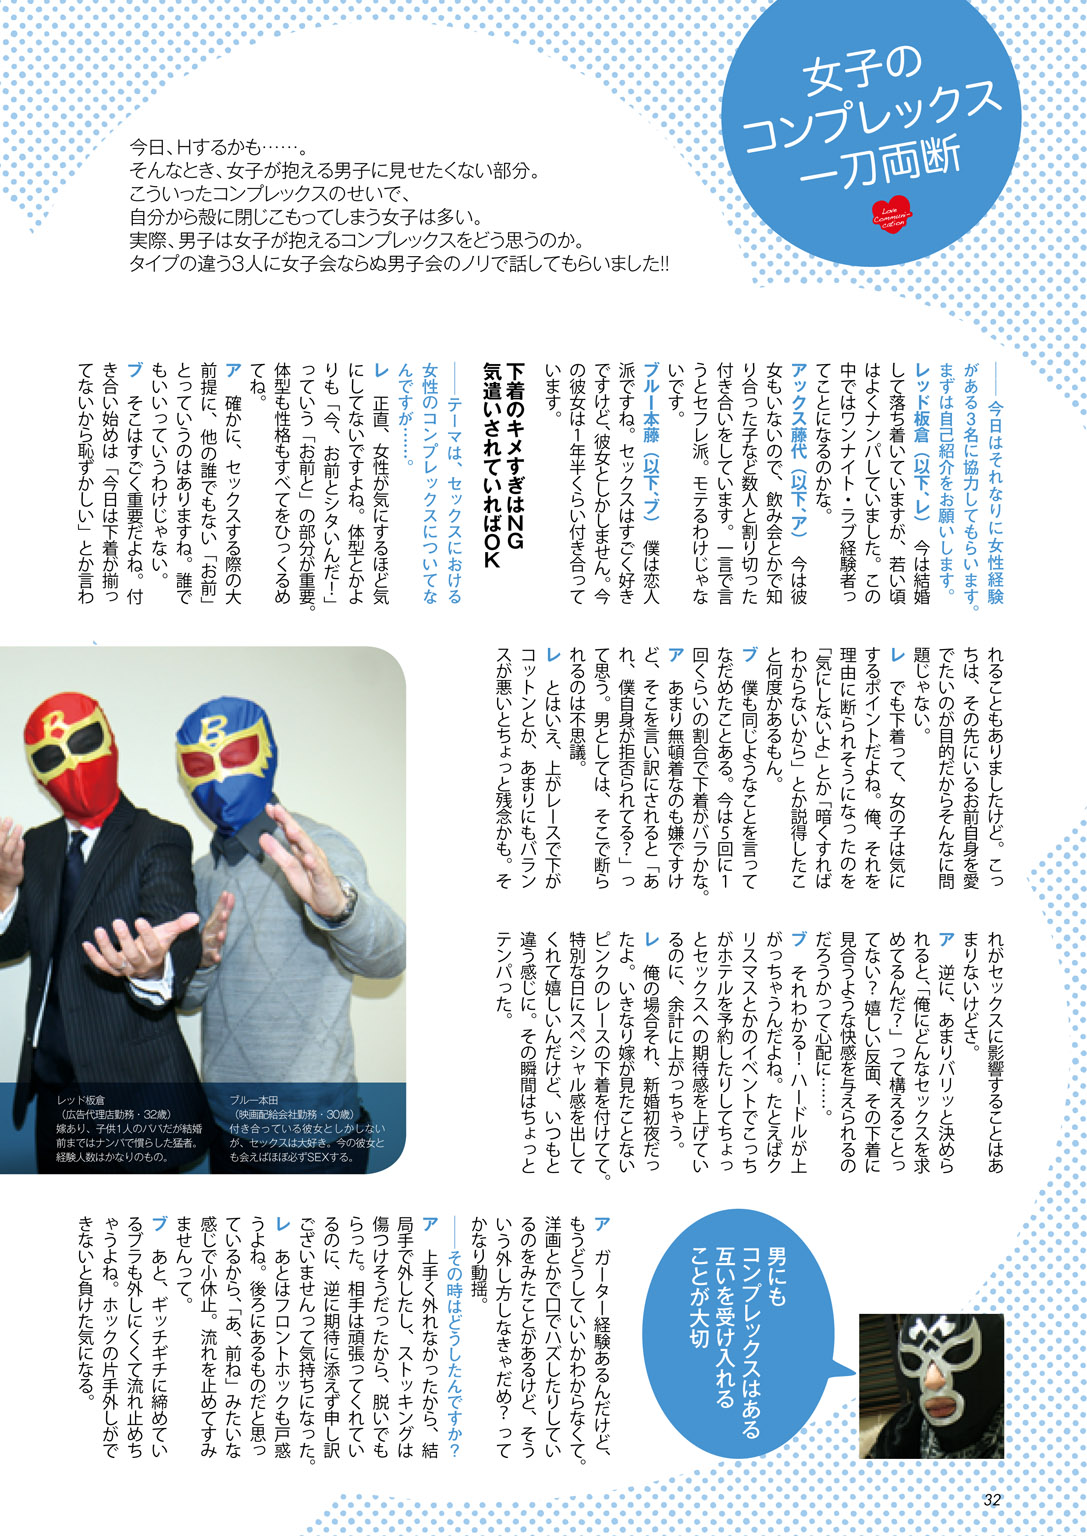 女子の
コンプレックス
一刀両断
Love
Communi-
cation
今日、Hするかも……。
そんなとき、女子が抱える男子に見せたくない部分。
こういったコンプレックスのせいで、
自分から殻に閉じこもってしまう女子は多い。
実際、男子は女子が抱えるコンプレックスをどう思うのか。
タイプの違う3人に女子会ならぬ男子会のノリで話してもらいました!!
――今日はそれなりに女性経験
がある3名に協力してもらいます。
まずは自己紹介をお願いします。
レッド板倉（以下、レ）　今は結婚
して落ち着いていますが、若い頃
はよくナンパしていました。この
中ではワンナイト・ラブ経験者っ
てことになるのかな。
アックス藤代（以下、ア）　今は彼
女もいないので、飲み会とかで知
り合った子など数人と割り切った
付き合いをしています。一言で言
うとセフレ派。モテるわけじゃな
いです。
ブルー本藤（以下、ブ）　僕は恋人
派ですね。セックスはすごく好き
ですけど、彼女としかしません。今
の彼女は1年半くらい付き合って
います。
下着のキメすぎはNG
気遣いされていればOK
――テーマは、セックスにおける
女性のコンプレックスについてな
んですが……。
レ　正直、女性が気にするほど気
にしてないですよね。体型とかよ
りも「今、お前とシタいんだ！」
っていう「お前と」の部分が重要。
体型も性格もすべてをひっくるめ
てね。
ア　確かに、セックスする際の大
前提に、他の誰でもない「お前」
とっていうのはありますね。誰で
もいいっていうわけじゃない。
ブ　そこはすごく重要だよね。付
き合い始めは「今日は下着が揃っ
てないから恥ずかしい」とか言わ
れることもありましたけど。こっ
ちは、その先にいるお前自身を愛
でたいのが目的だからそんなに問
題じゃない。
レ　でも下着って、女の子は気に
するポイントだよね。俺、それを
理由に断られそうになったのを
「気にしないよ」とか「暗くすれば
わからないから」とか説得したこ
と何度かあるもん。
ブ　僕も同じようなことを言って
なだめたことある。今は5回に1
回くらいの割合で下着がバラかな。
ア　あまり無頓着なのも嫌ですけ
ど、そこを言い訳にされると「あ
れ、僕自身が拒否られてる？」っ
て思う。男としては、そこで断ら
れるのは不思議。
レ　とはいえ、上がレースで下が
コットンとか、あまりにもバラン
スが悪いとちょっと残念かも。そ
れがセックスに影響することはあ
まりないけどさ。
ア　逆に、あまりバリッと決めら
れると、「俺にどんなセックスを求
めてるんだ？」って構えることっ
てない？嬉しい反面、その下着に
見合うような快感を与えられるの
だろうかって心配に……。
ブ　それわかる！ハードルが上
がっちゃうんだよね。たとえばク
リスマスとかのイベントでこっち
がホテルを予約したりしてちょっ
とセックスへの期待感を上げてい
るのに、余計に上がっちゃう。
レ　俺の場合それ、新婚初夜だっ
たよ。いきなり嫁が見たことない
ピンクのレースの下着を付けてて。
特別な日にスペシャル感を出して
くれて嬉しいんだけど、いつもと
違う感じに。その瞬間はちょっと
テンパった。
レッド板倉
（広告代理店勤務・32歳）
嫁あり、子供1人のパパだが結婚
前まではナンパで慣らした猛者。
経験人数はかなりのもの。
ブルー本田
（映画配給会社勤務・30歳）
付き合っている彼女としかしない
が、セックスは大好き。今の彼女と
も会えばほぼ必ずSEXする。
男にも
コンプレックスはある
互いを受け入れる
ことが大切
ア　ガーター経験あるんだけど、
もうどうしていいかわからなくて。
洋画とかで口でハズしたりしてい
るのをみたことがあるけど、そう
いう外し方しなきゃだめ？って
かなり動揺。
――その時はどうしたんですか？
ア　上手く外れなかったから、結
局手で外したし、ストッキングは
傷つけそうだったから、脱いでも
らった。相手は頑張ってくれてい
るのに、逆に期待に添えず申し訳
ございませんって気持ちになった。
レ　あとはフロントホックも戸惑
うよね。後ろにあるものだと思っ
ているから、「あ、前ね」みたいな
感じで小休止。流れを止めてすみ
ませんって。
ブ　あと、ギッチギチに締めてい
るブラも外しにくくて流れ止めち
ゃうよね。ホックの片手外しがで
きないと負けた気になる。
32